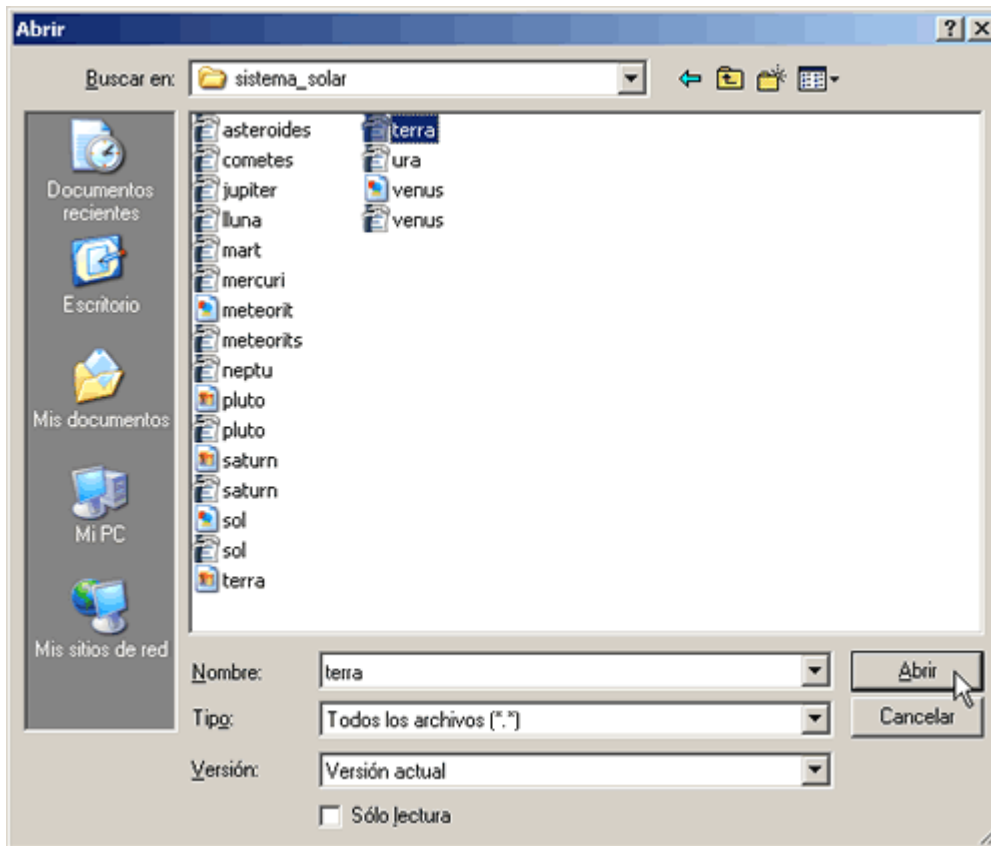 Abrir
Buscar en: sistema_solar
Documentos
recientes
Escritorio
Mis documentos
Mi PC
Mis sitios de red
asteroides
cometes
jupiter
lluna
mart
mercuri
meteorit
meteorits
neptu
pluto
pluto
saturn
saturn
sol
sol
terra
terra
ura
venus
venus
Nombre: terra
Abrir
Tipo: Todos los archivos (*.*)
Cancelar
Versión: Versión actual
Sólo lectura